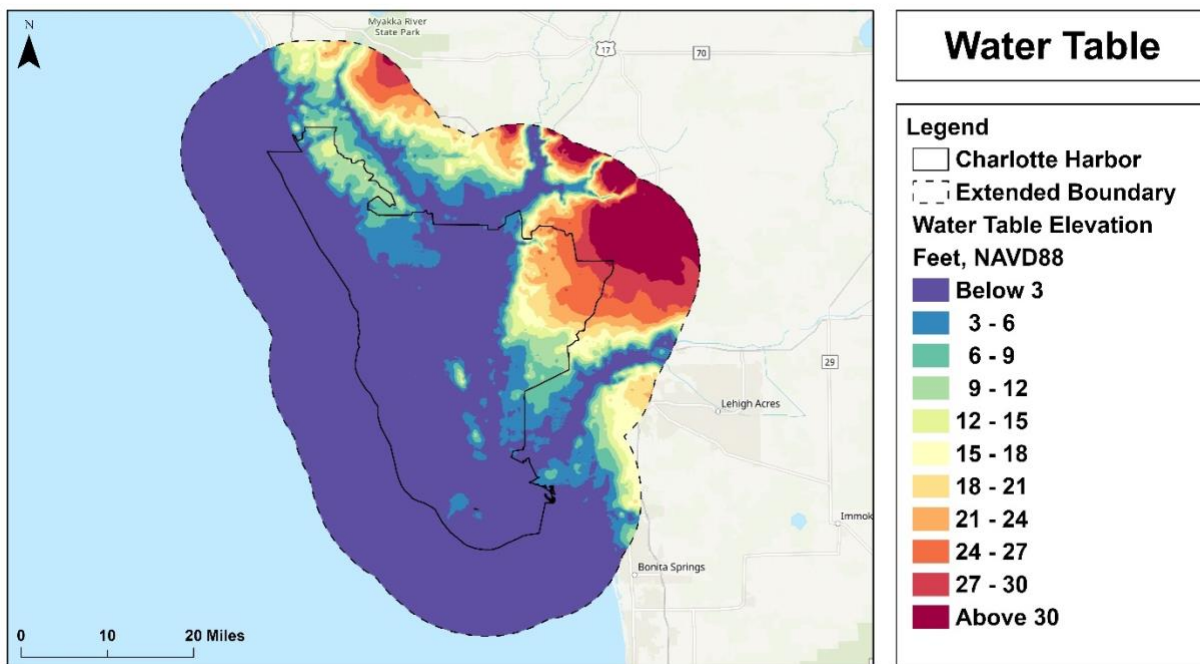 N
Myakka River
State Park
17
70
29
Lehigh Acres
Immok
Bonita Springs
0 10 20 Miles
Water Table
Legend
Charlotte Harbor
Extended Boundary
Water Table Elevation
Feet, NAVD88
Below 3
3 - 6
6 - 9
9 - 12
12 - 15
15 - 18
18 - 21
21 - 24
24 - 27
27 - 30
Above 30